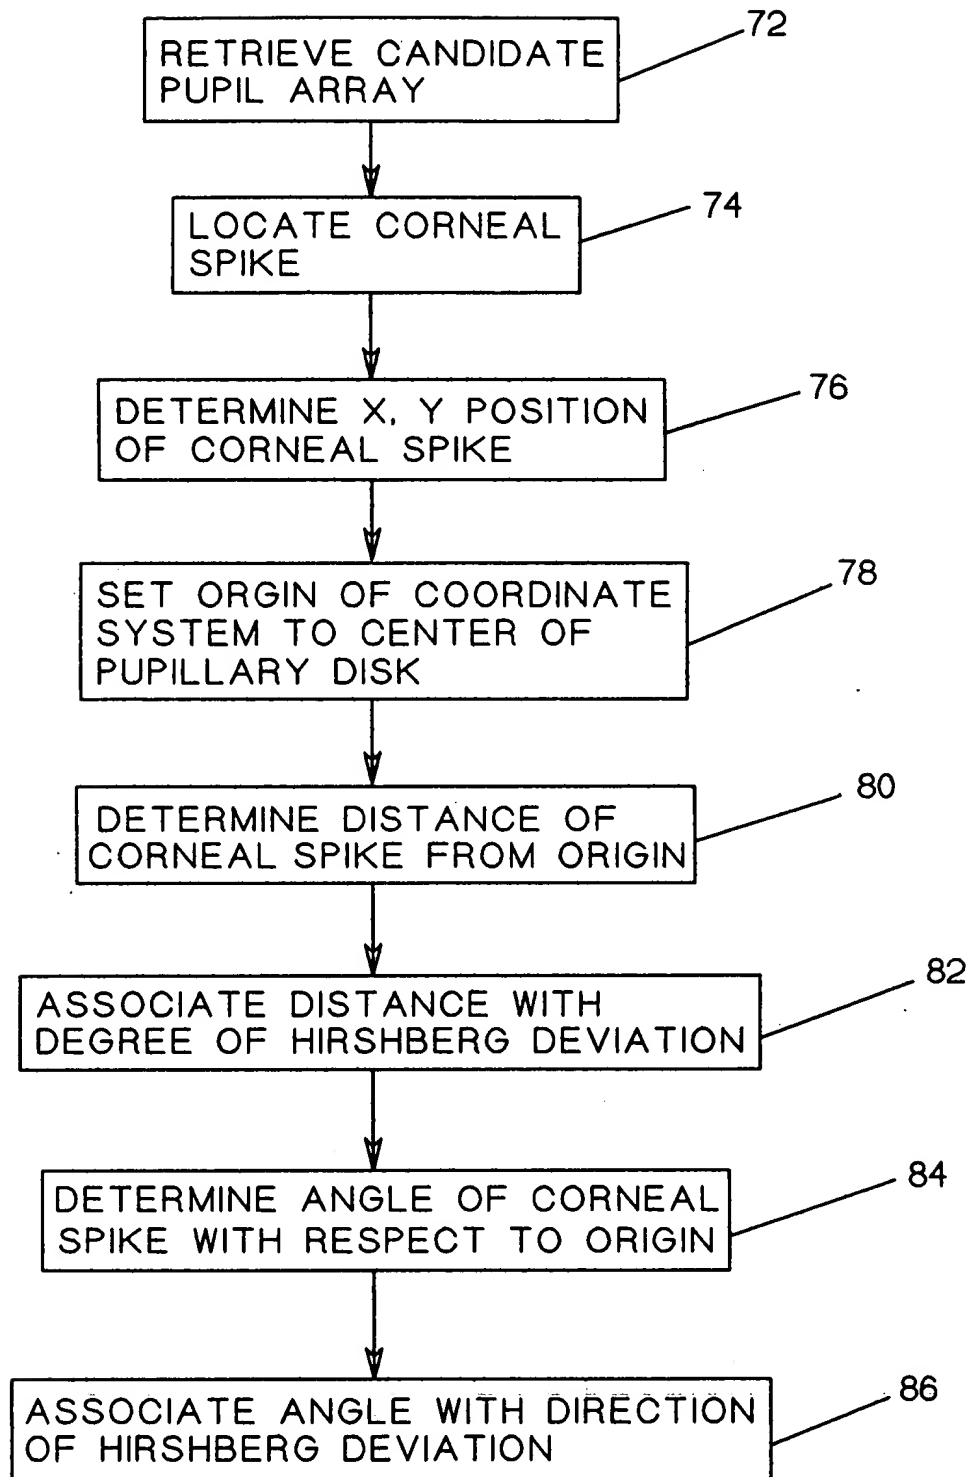 72
RETRIEVE CANDIDATE
PUPIL ARRAY
74
LOCATE CORNEAL
SPIKE
76
DETERMINE X, Y POSITION
OF CORNEAL SPIKE
78
SET ORGIN OF COORDINATE
SYSTEM TO CENTER OF
PUPILLARY DISK
80
DETERMINE DISTANCE OF
CORNEAL SPIKE FROM ORIGIN
82
ASSOCIATE DISTANCE WITH
DEGREE OF HIRSHBERG DEVIATION
84
DETERMINE ANGLE OF CORNEAL
SPIKE WITH RESPECT TO ORIGIN
86
ASSOCIATE ANGLE WITH DIRECTION
OF HIRSHBERG DEVIATION